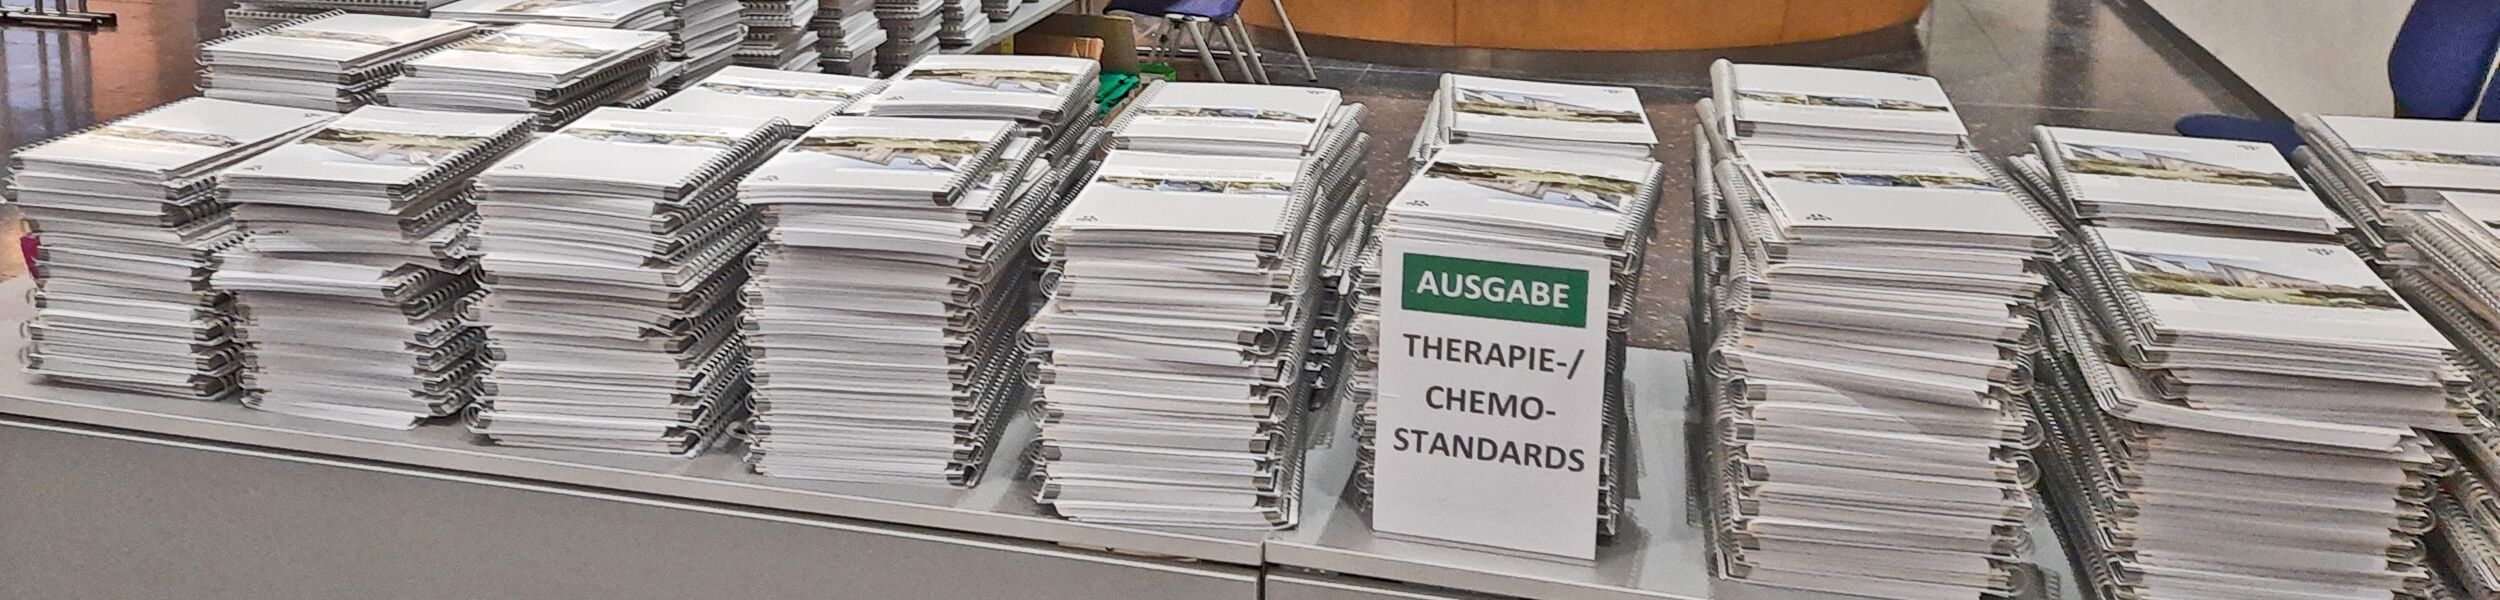 AUSGABE
THERAPIE-/
CHEMO-
STANDARDS